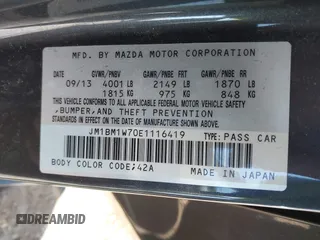 MFD. BY MAZDA MOTOR CORPORATION
GVWR/PNBV GAWR/PNBE FRT GAWR/PNBE RR
09/13 4001 LB 2149 LB 1870 LB
1815 KG 975 KG 848 KG
THIS VEHICLE CONFORMS TO ALL APPLICABLE
U.S. FEDERAL MOTOR VEHICLE SAFETY
, BUMPER, AND THEFT PREVENTION
STANDARDS IN EFFECT ON THE DATE OF
MANUFACTURE SHOWN ABOVE.
JM1BM1W70E1116419 TYPE: PASS CAR
BODY COLOR CODE:42A
MADE IN JAPAN
DREAMBID